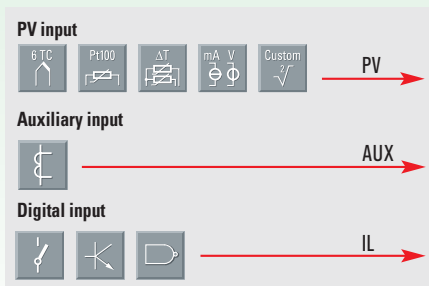 PV input
6 TC Pt100 ΔT mA V Custom
PV
Auxiliary input
AUX
Digital input
IL